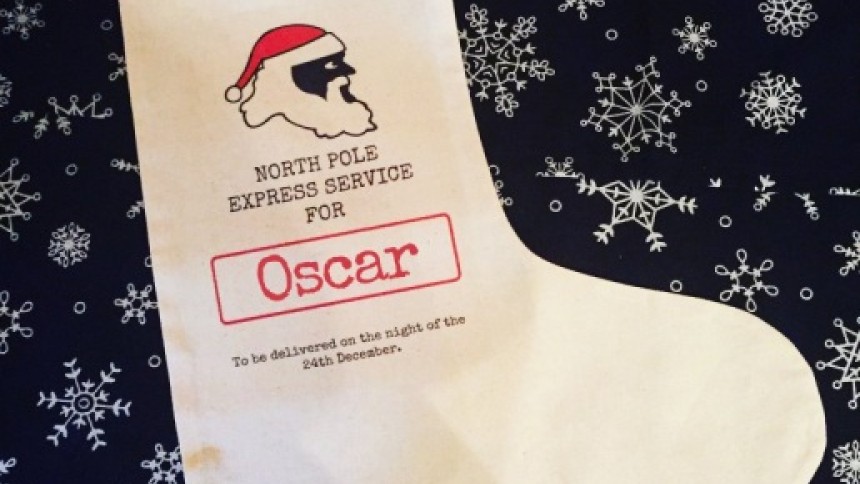 NORTH POLE
EXPRESS SERVICE
FOR
Oscar
To be delivered on the night of the
24th December.